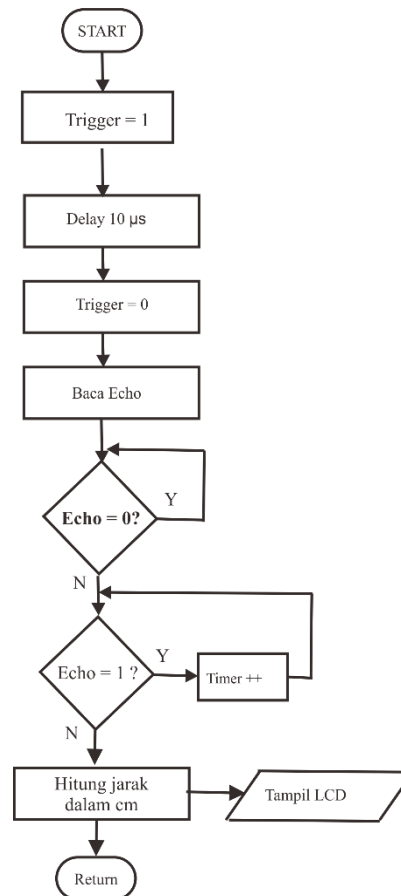 START
Trigger = 1
Delay 10 µs
Trigger = 0
Baca Echo
Echo = 0?
Y
N
Echo = 1 ?
Y
Timer ++
N
Hitung jarak
dalam cm
Tampil LCD
Return